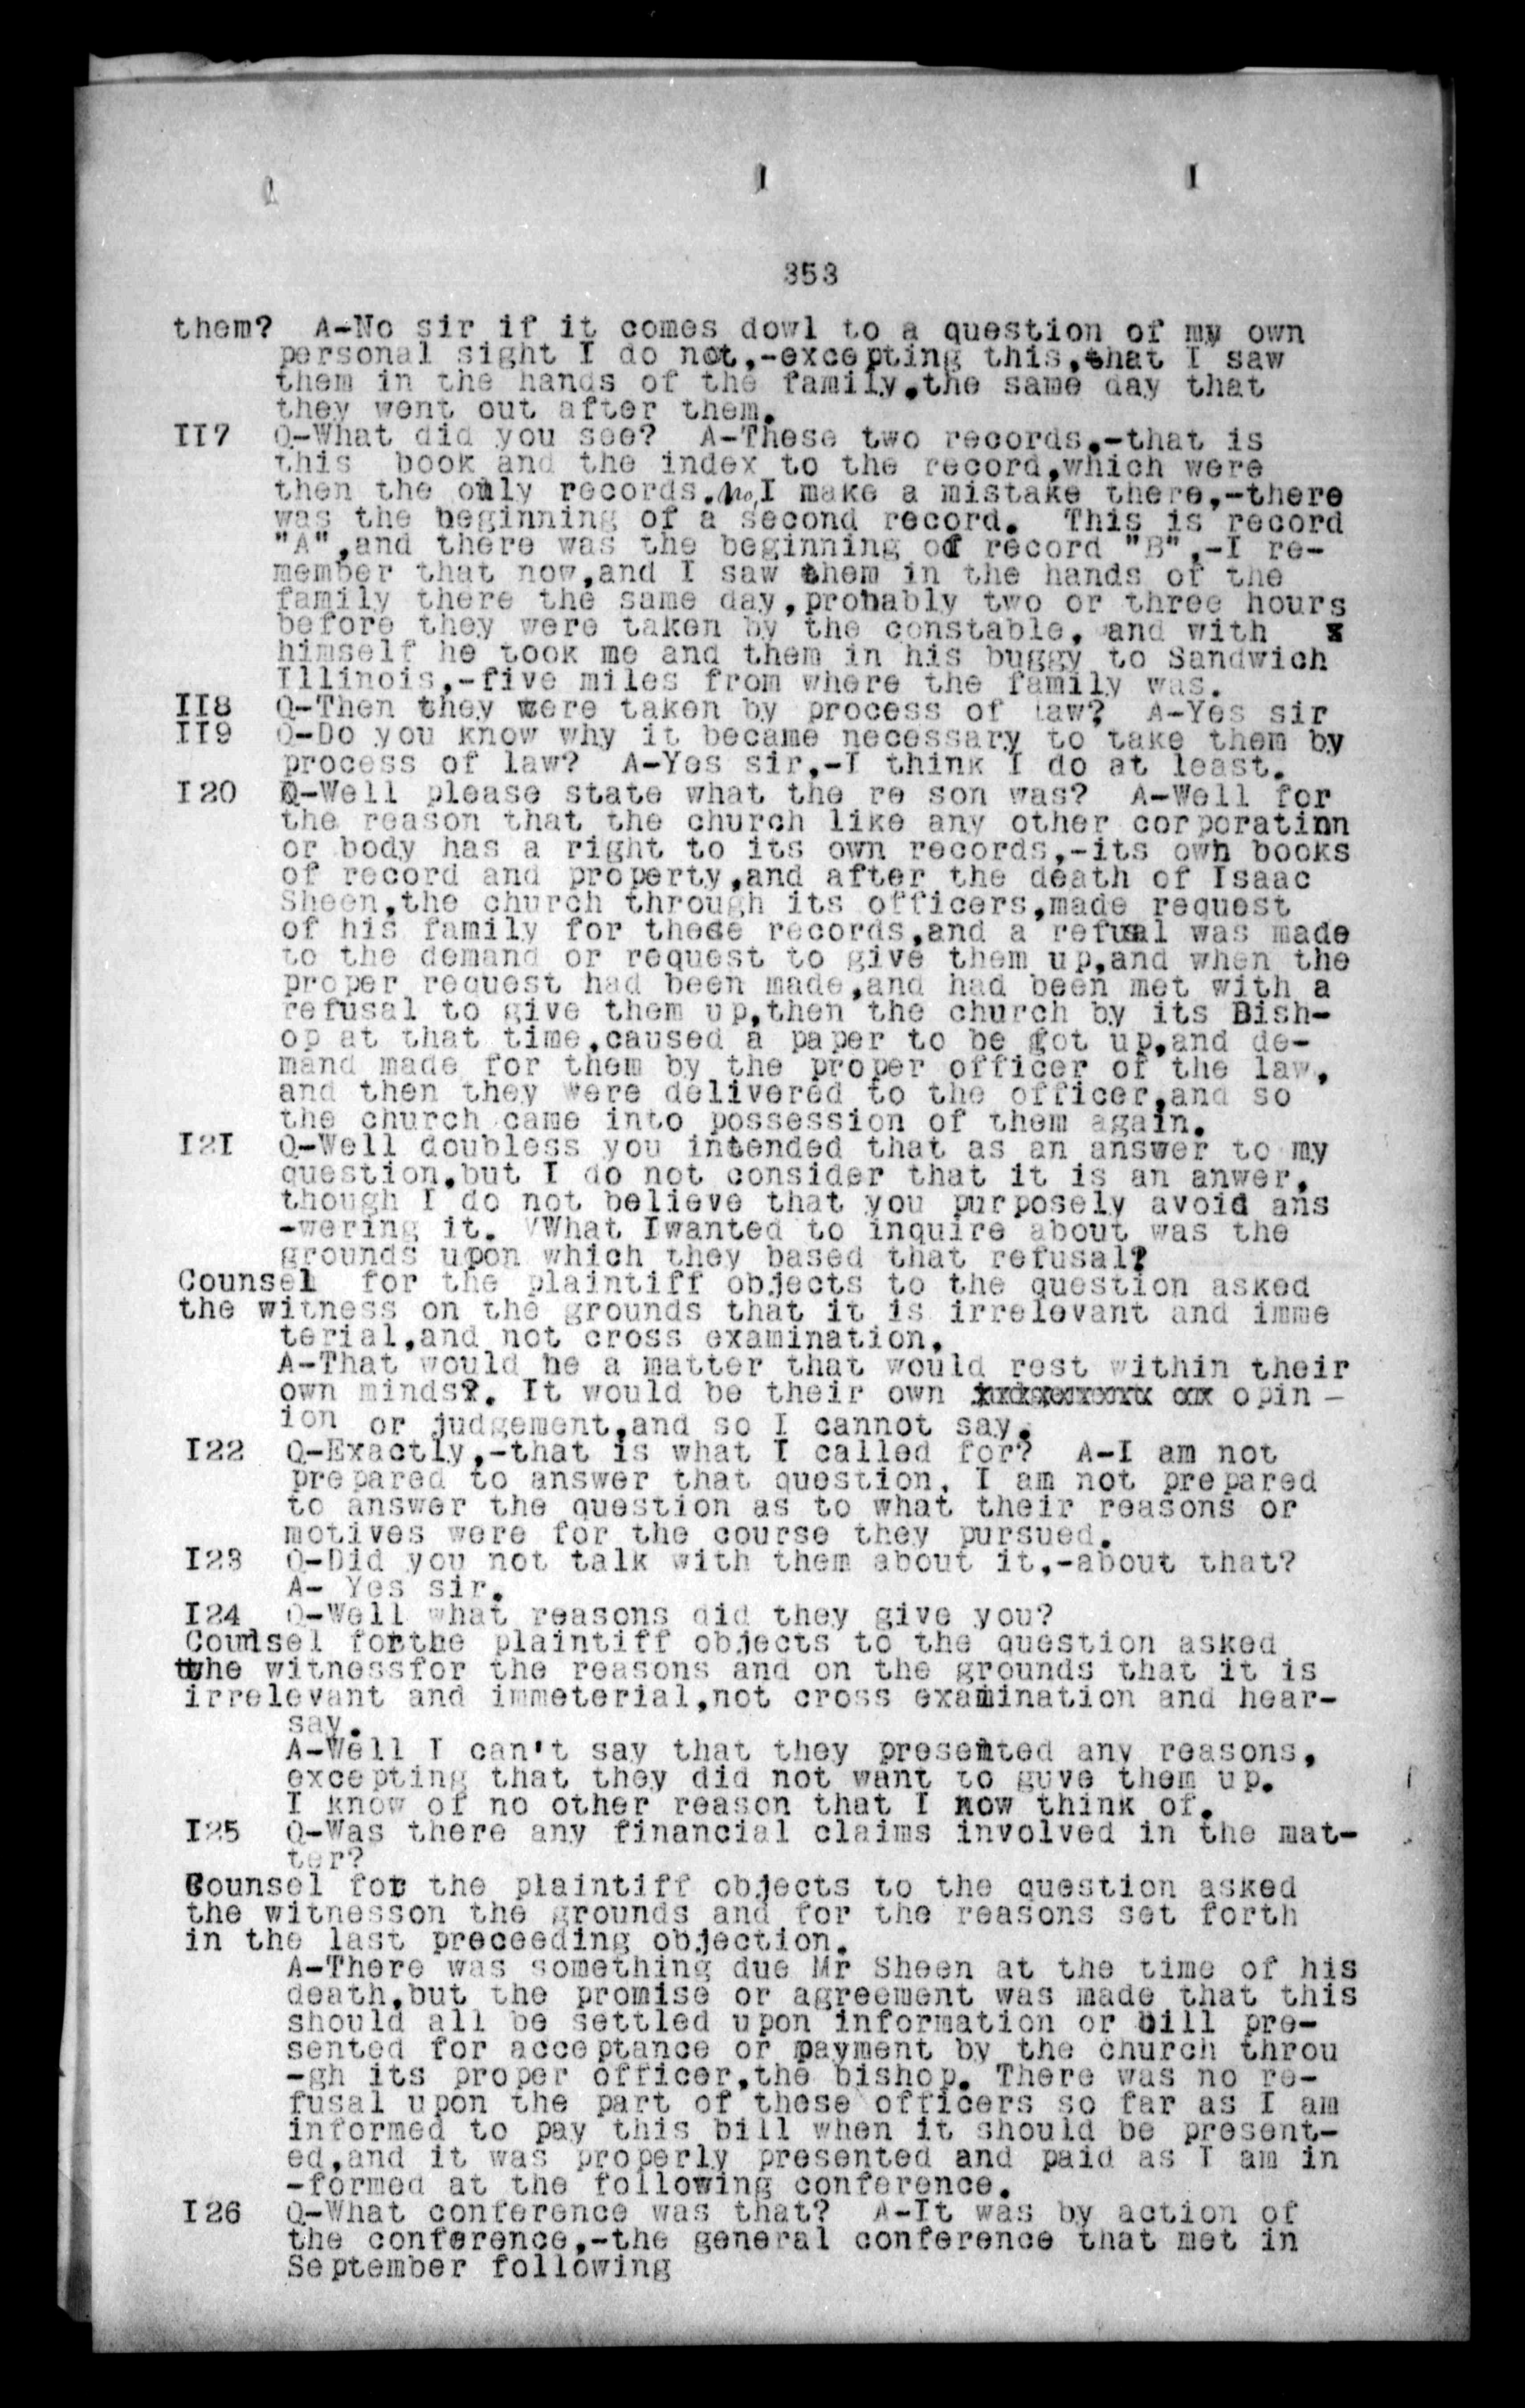 353
them?  A-No sir if it comes dowl to a question of my own
personal sight I do not,-excepting this,that I saw
them in the hands of the family,the same day that
they went out after them.
II7  Q-What did you see?  A-These two records,-that is
this  book and the index to the record,which were
then the only records. No, I make a mistake there,-there
was the beginning of a second record.  This is record
"A",and there was the beginning of record "B",-I re-
member that now,and I saw them in the hands of the
family there the same day,probably two or three hours
before they were taken by the constable, and with  x
himself he took me and them in his buggy to Sandwich
Illinois,-five miles from where the family was.
II8  Q-Then they were taken by process of law?  A-Yes sir
II9  Q-Do you know why it became necessary to take them by
process of law?  A-Yes sir,-I think I do at least.
I20  Q-Well please state what the re son was?  A-Well for
the reason that the church like any other corporatinn
or body has a right to its own records,-its own books
of record and property,and after the death of Isaac
Sheen,the church through its officers,made request
of his family for these records,and a refusal was made
to the demand or request to give them up,and when the
proper request had been made,and had been met with a
refusal to give them up,then the church by its Bish-
op at that time,caused a paper to be got up,and de-
mand made for them by the proper officer of the law,
and then they were delivered to the officer,and so
the church came into possession of them again.
I2I  Q-Well doubless you intended that as an answer to my
question,but I do not consider that it is an anwer,
though I do not believe that you purposely avoid ans
-wering it. What Iwanted to inquire about was the
grounds upon which they based that refusal?
Counsel  for the plaintiff objects to the question asked
the witness on the grounds that it is irrelevant and imme
terial,and not cross examination.
A-That would be a matter that would rest within their
own minds?. It would be their own opin -
ion or judgement,and so I cannot say.
I22  Q-Exactly,-that is what I called for?  A-I am not
prepared to answer that question. I am not prepared
to answer the question as to what their reasons or
motives were for the course they pursued.
I23  Q-Did you not talk with them about it,-about that?
A- Yes sir.
I24  Q-Well what reasons did they give you?
Counsel forthe plaintiff objects to the question asked
the witnessfor the reasons and on the grounds that it is
irrelevant and immeterial,not cross examination and hear-
say.
A-Well I can't say that they presented any reasons,
excepting that they did not want to guve them up.
I know of no other reason that I now think of.
I25  Q-Was there any financial claims involved in the mat-
ter?
Counsel for the plaintiff objects to the question asked
the witnesson the grounds and for the reasons set forth
in the last preceeding objection.
A-There was something due Mr Sheen at the time of his
death,but the promise or agreement was made that this
should all be settled upon information or bill pre-
sented for acceptance or payment by the church throu
-gh its proper officer,the bishop. There was no re-
fusal upon the part of these officers so far as I am
informed to pay this bill when it should be present-
ed,and it was properly presented and paid as I am in
-formed at the following conference.
I26  Q-What conference was that?  A-It was by action of
the conference,-the general conference that met in
September following